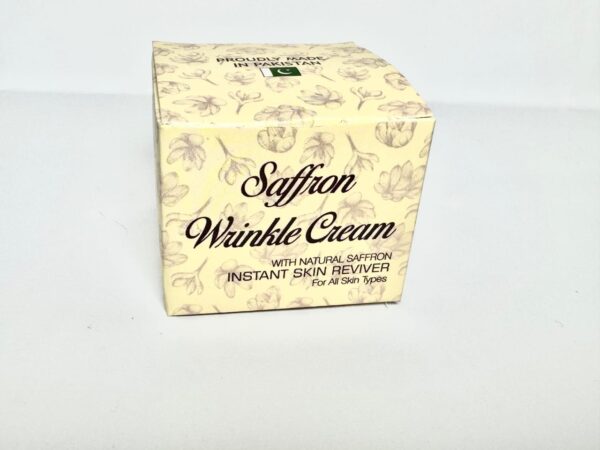 PROUDLY MADE
IN PAKISTAN
Saffron
Wrinkle Cream
WITH NATURAL SAFFRON
INSTANT SKIN REVIVER
For All Skin Types